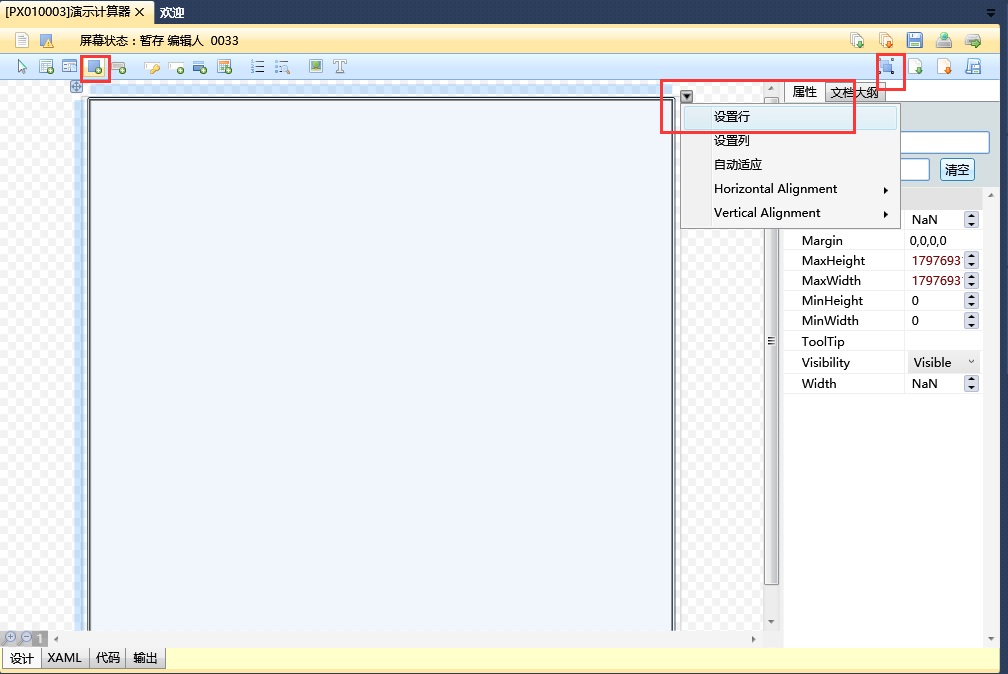 [PX010003]演示计算器 欢迎
屏幕状态：暂存 编辑人 0033
属性 文档大纲
设置行
设置列
自动适应
Horizontal Alignment
Vertical Alignment
清空
NaN
Margin 0,0,0,0
MaxHeight 1797693
MaxWidth 1797693
MinHeight 0
MinWidth 0
ToolTip
Visibility Visible
Width NaN
1
设计 XAML 代码 输出